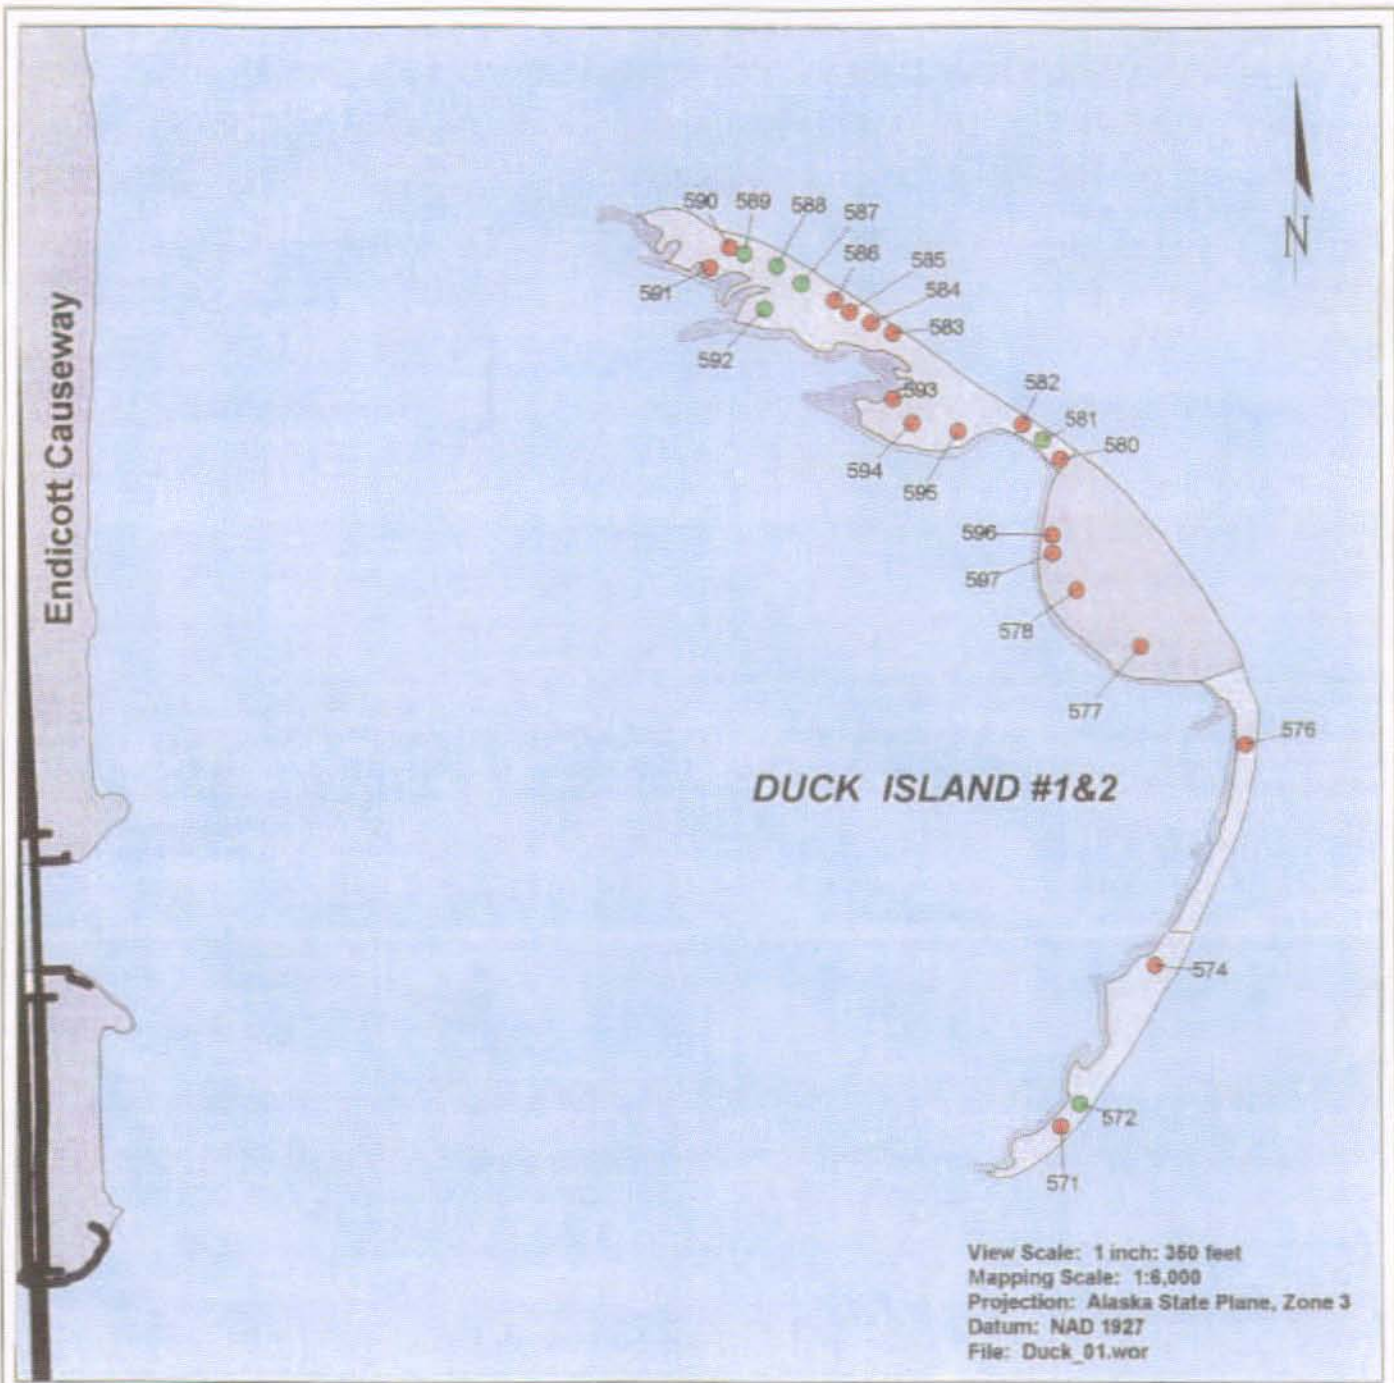 590 589 588 587
586 585
584
583
591
592
N
593 582
581
580
594
595
596
597
578
577
576
Endicott Causeway
DUCK ISLAND #1&2
574
572
571
View Scale: 1 inch: 350 feet
Mapping Scale: 1:6,000
Projection: Alaska State Plane, Zone 3
Datum: NAD 1927
File: Duck_01.wor